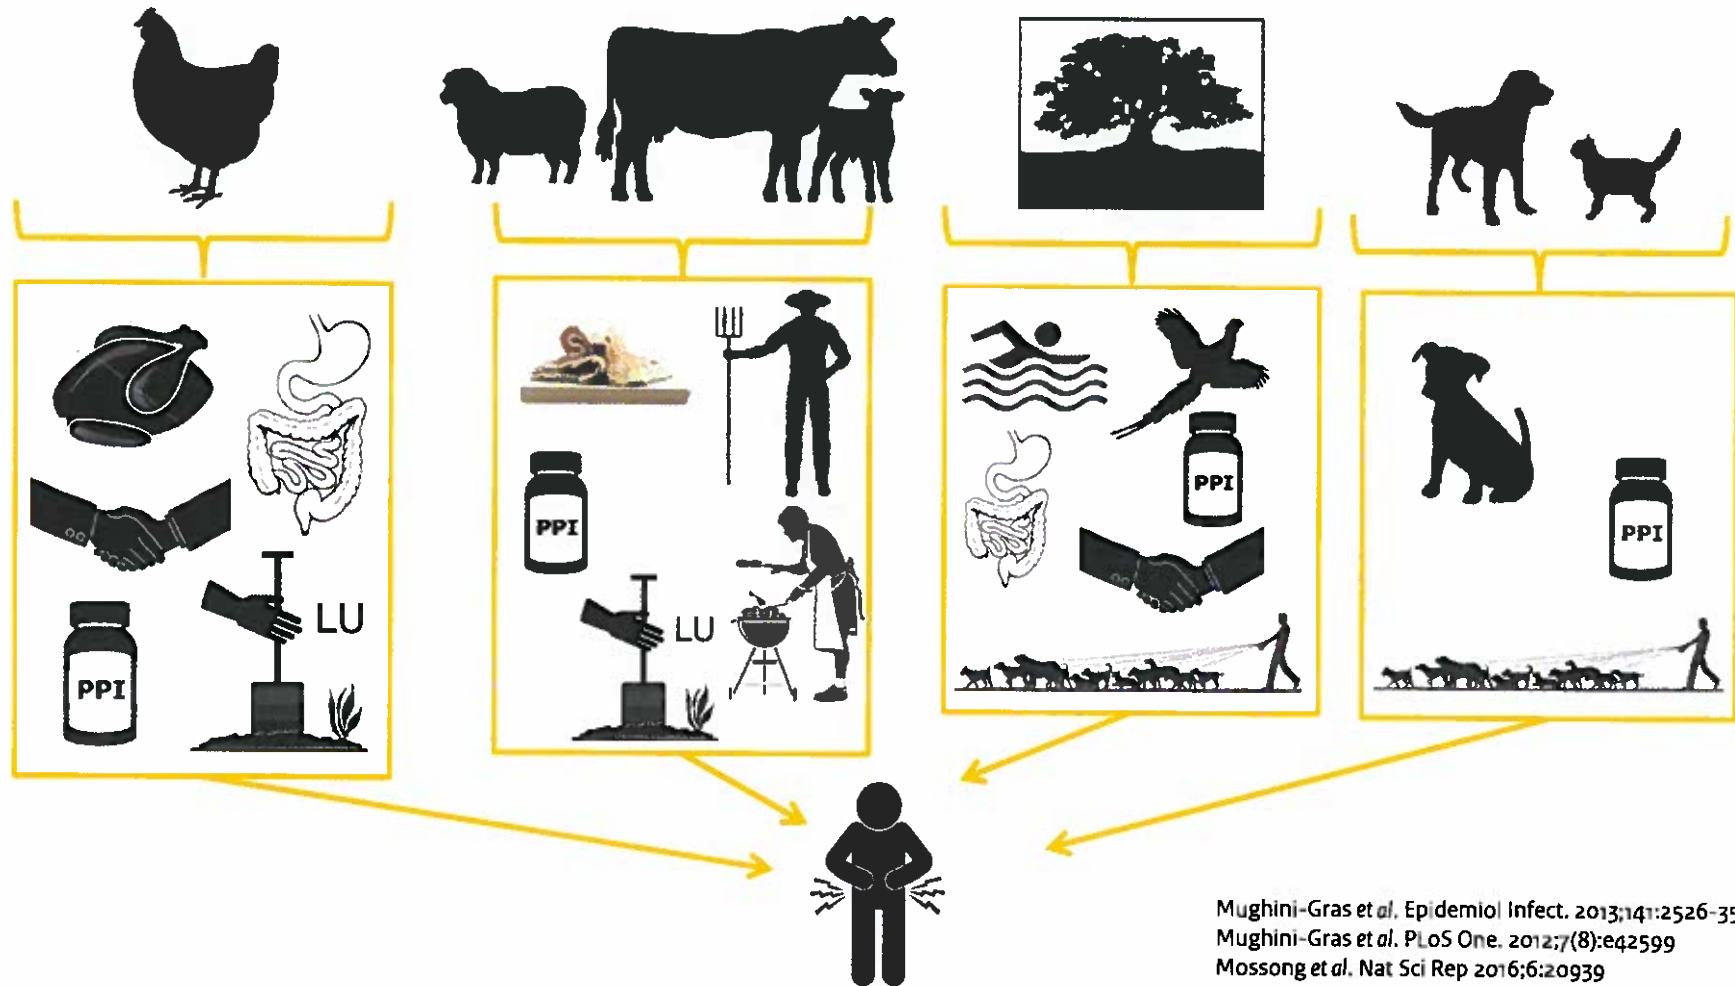 PPI
LU
PPI
LU
PPI
PPI
Mughini-Gras et al. Epidemiol Infect. 2013;141:2526-35
Mughini-Gras et al. PLoS One. 2012;7(8):e42599
Mossong et al. Nat Sci Rep 2016;6:20939